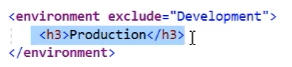 <environment exclude="Development">
<h3>Production</h3>
</environment>